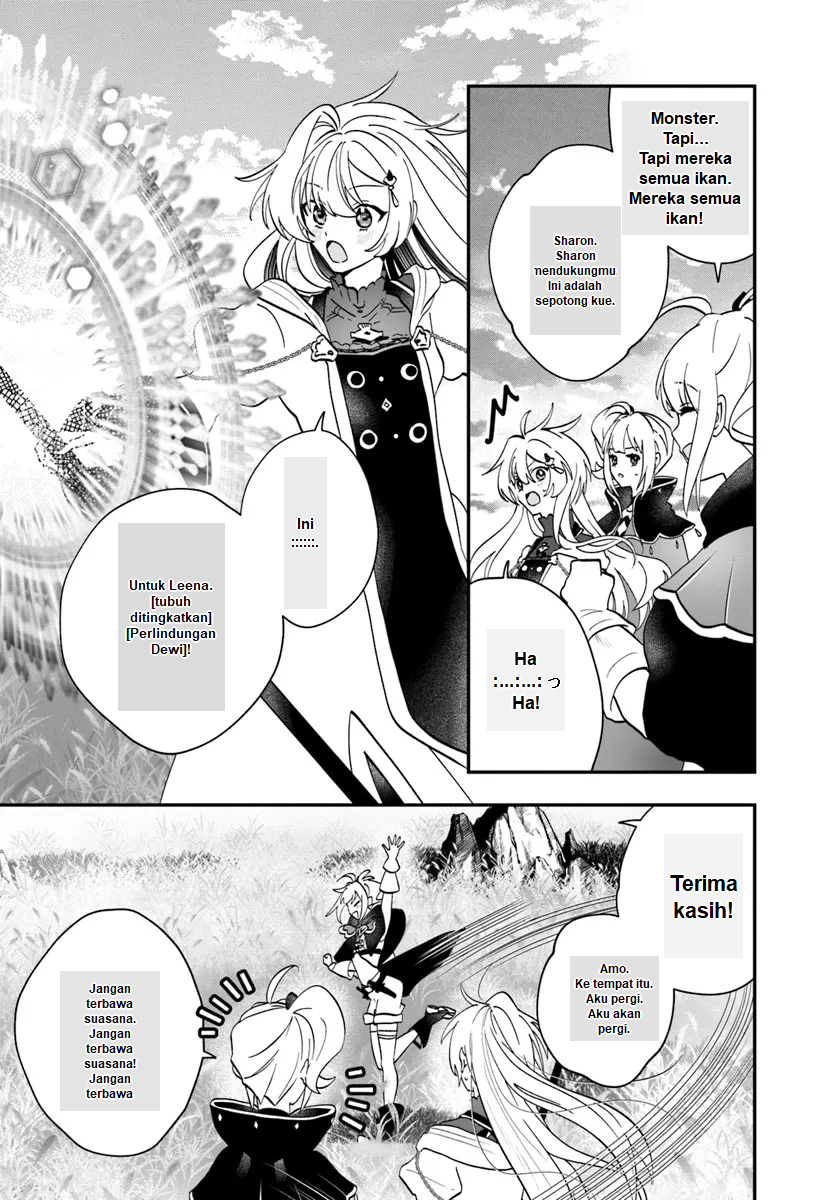 Monster.
Tapi...
Tapi mereka
semua ikan.
Mereka semua
ikan!
Sharon.
Sharon
mendukungmu
Ini adalah
sepotong kue.
Ha
:...:...: っ
Ha!
Ini
::::::.
Untuk Leena.
[tubuh
ditingkatkan]
[Perlindungan
Dewi]!
Terima
kasih!
Amo.
Ke tempat itu.
Aku pergi.
Aku akan
pergi.
Jangan
terbawa
suasana.
Jangan
terbawa
suasana!
Jangan
terbawa